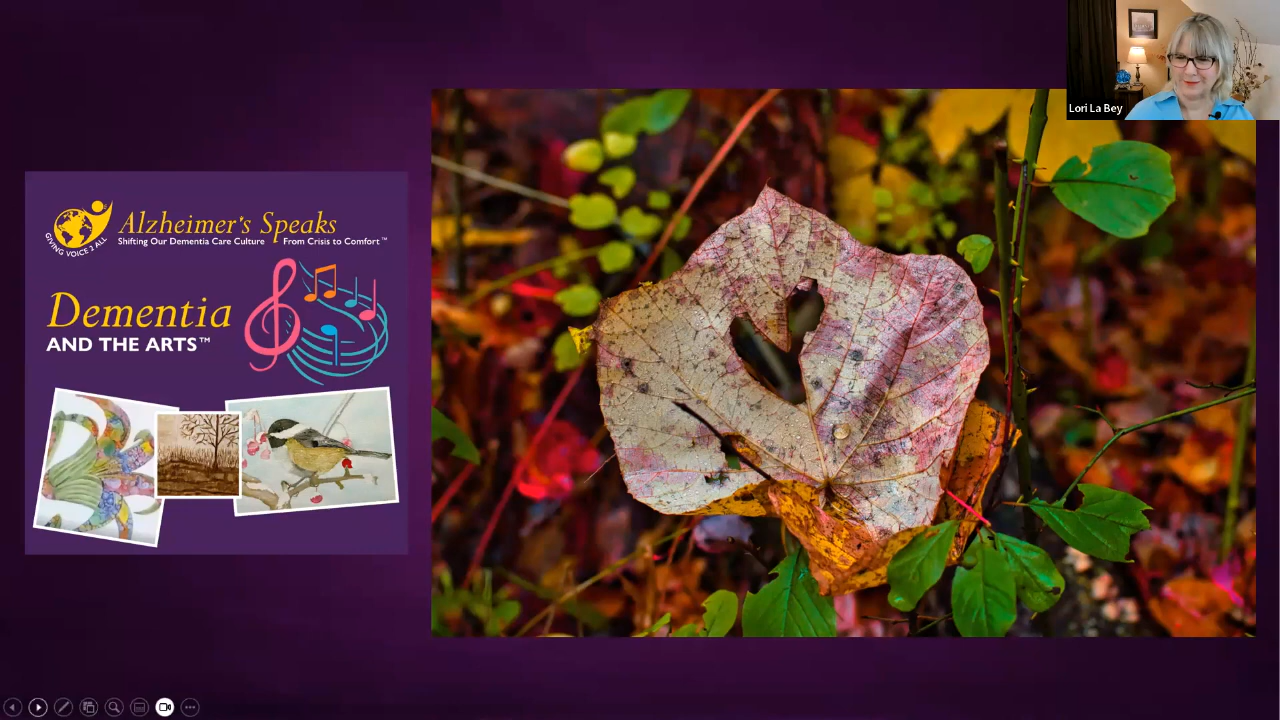 Lori La Bey
Alzheimer's Speaks
Shifting Our Dementia Care Culture From Crisis to Comfort™
GIVING VOICE 2 ALL
Dementia
AND THE ARTS™